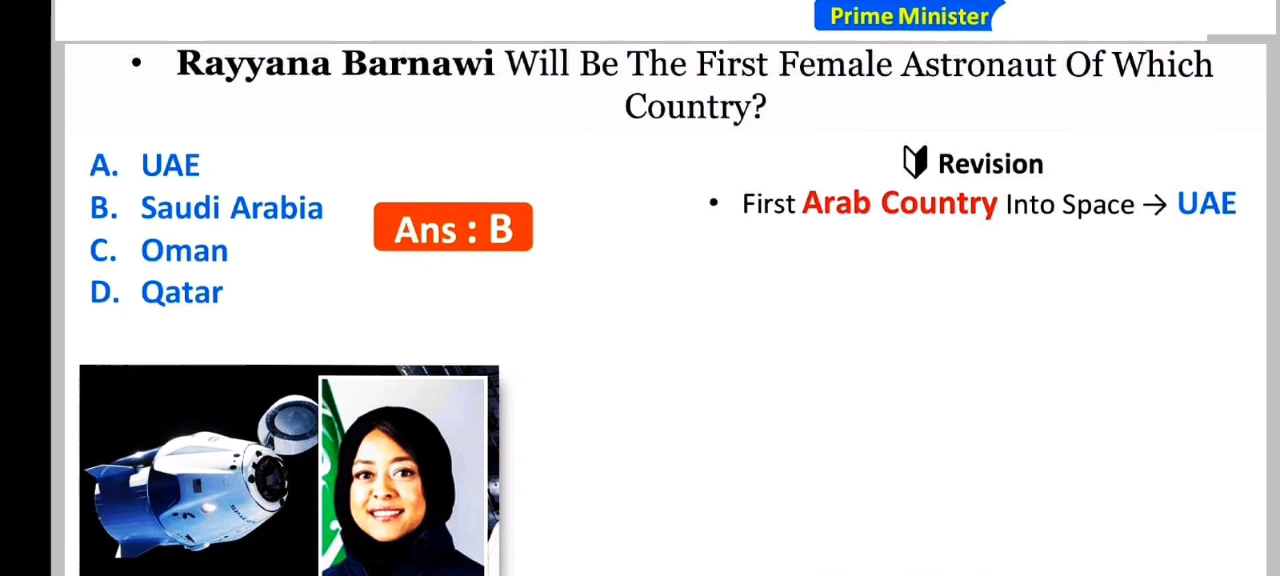 Prime Minister
• Rayyana Barnawi Will Be The First Female Astronaut Of Which
Country?
A. UAE
B. Saudi Arabia
C. Oman
D. Qatar
Ans : B
Revision
• First Arab Country Into Space → UAE